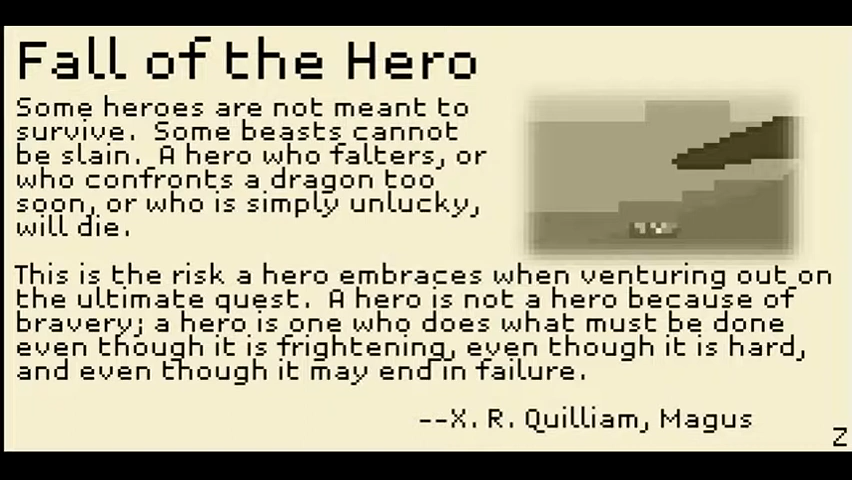 Fall of the Hero
Some heroes are not meant to
survive. Some beasts cannot
be slain. A hero who falters, or
who confronts a dragon too
soon, or who is simply unlucky,
will die.
This is the risk a hero embraces when venturing out on
the ultimate quest. A hero is not a hero because of
bravery; a hero is one who does what must be done
even though it is frightening, even though it is hard,
and even though it may end in failure.
--X. R. Quilliam, Magus
Z